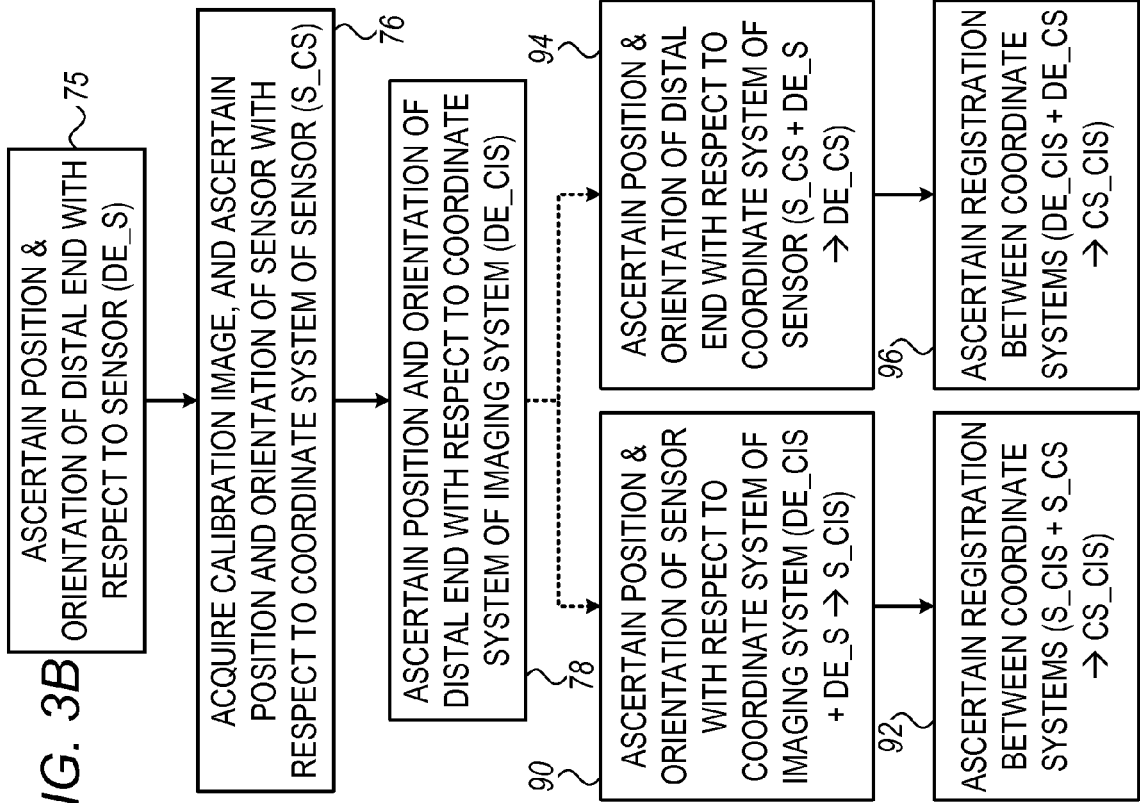 IG. 3B
ASCERTAIN POSITION &
ORIENTATION OF DISTAL END WITH
RESPECT TO SENSOR (DE_S)
75
ACQUIRE CALIBRATION IMAGE, AND ASCERTAIN
POSITION AND ORIENTATION OF SENSOR WITH
RESPECT TO COORDINATE SYSTEM OF SENSOR (S_CS)
76
ASCERTAIN POSITION AND ORIENTATION OF
DISTAL END WITH RESPECT TO COORDINATE
SYSTEM OF IMAGING SYSTEM (DE_CIS)
78
90
ASCERTAIN POSITION &
ORIENTATION OF SENSOR
WITH RESPECT TO
COORDINATE SYSTEM OF
IMAGING SYSTEM (DE_CIS
+ DE_S → S_CIS)
92
ASCERTAIN REGISTRATION
BETWEEN COORDINATE
SYSTEMS (S_CIS + S_CS
→ CS_CIS)
94
ASCERTAIN POSITION &
ORIENTATION OF DISTAL
END WITH RESPECT TO
COORDINATE SYSTEM OF
SENSOR (S_CS + DE_S
→ DE_CS)
96
ASCERTAIN REGISTRATION
BETWEEN COORDINATE
SYSTEMS (DE_CIS + DE_CS
→ CS_CIS)